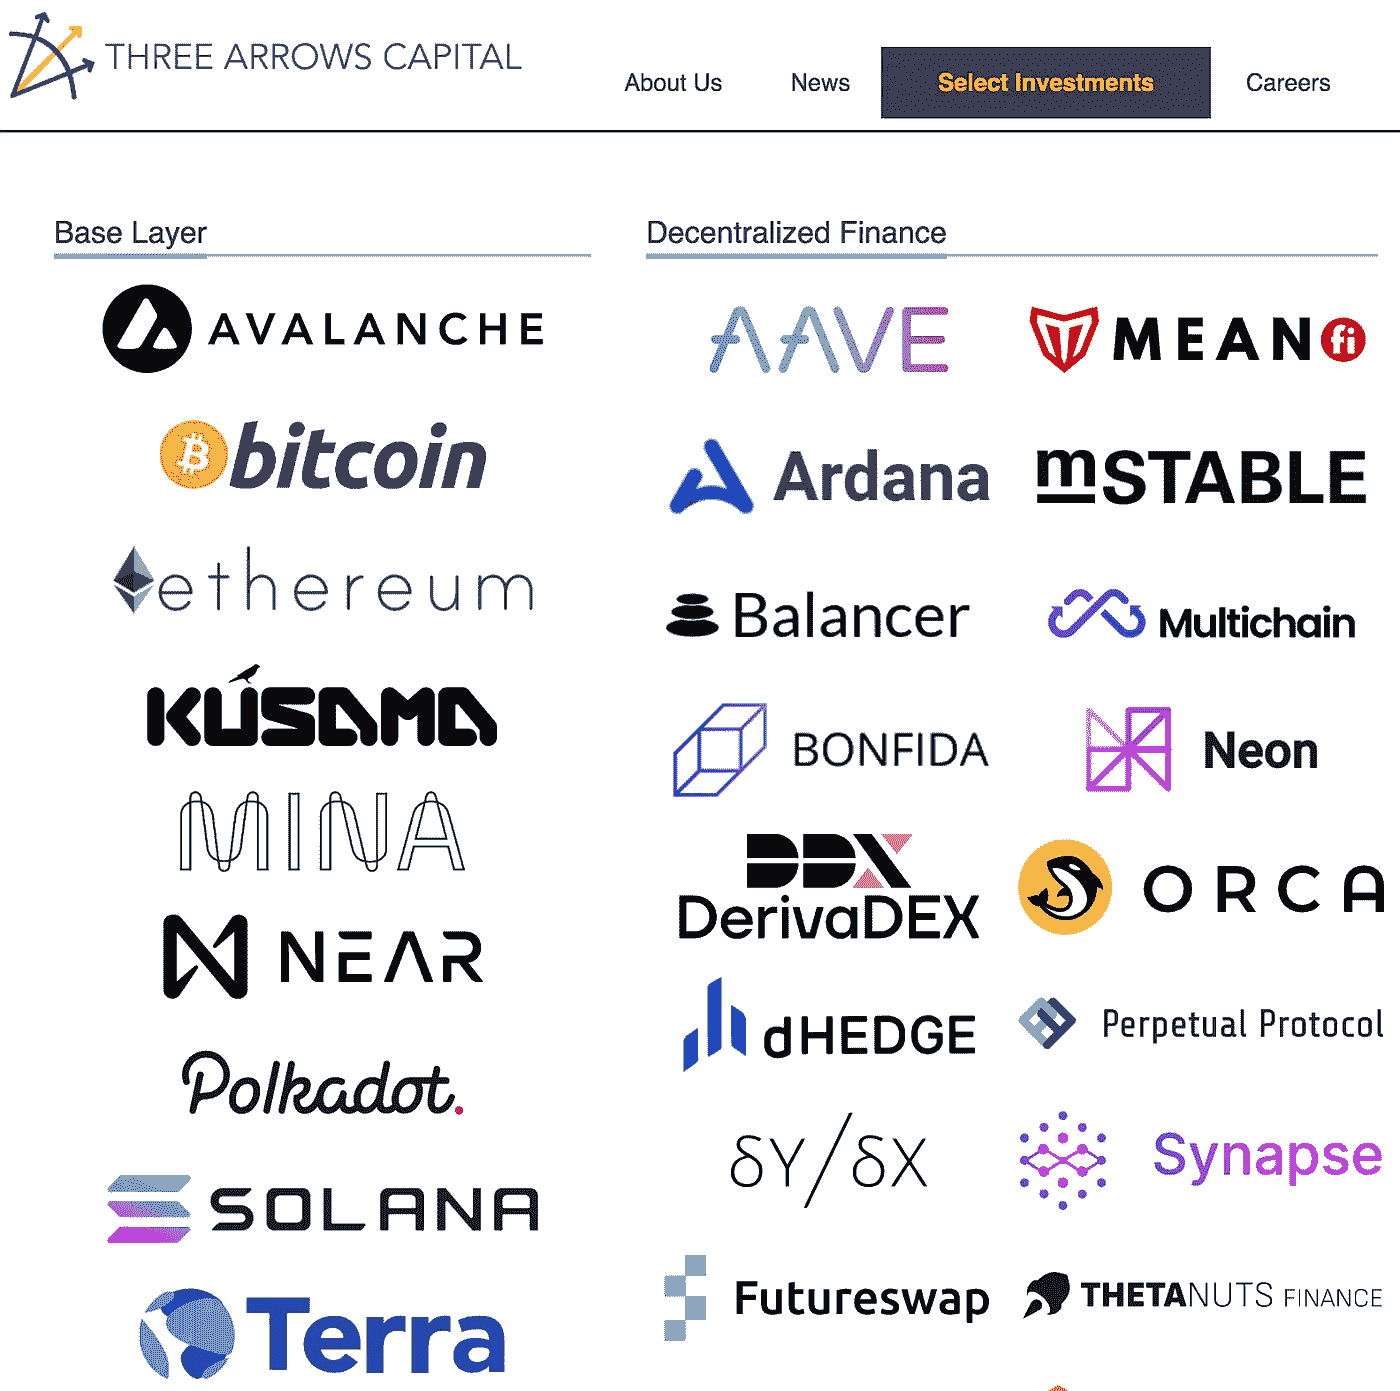 THREE ARROWS CAPITAL
About Us
News
Select Investments
Careers
Base Layer
AVALANCHE
bitcoin
ethereum
KÚSAMA
MINA
NEAR
Polkadot.
SOLANA
Terra
Decentralized Finance
AAVE
MEAN fi
Ardana
mSTABLE
Balancer
Multichain
BONFIDA
Neon
DDX
DerivaDEX
ORCA
dHEDGE
Perpetual Protocol
δY/δX
Synapse
Futureswap
THETANUTS FINANCE